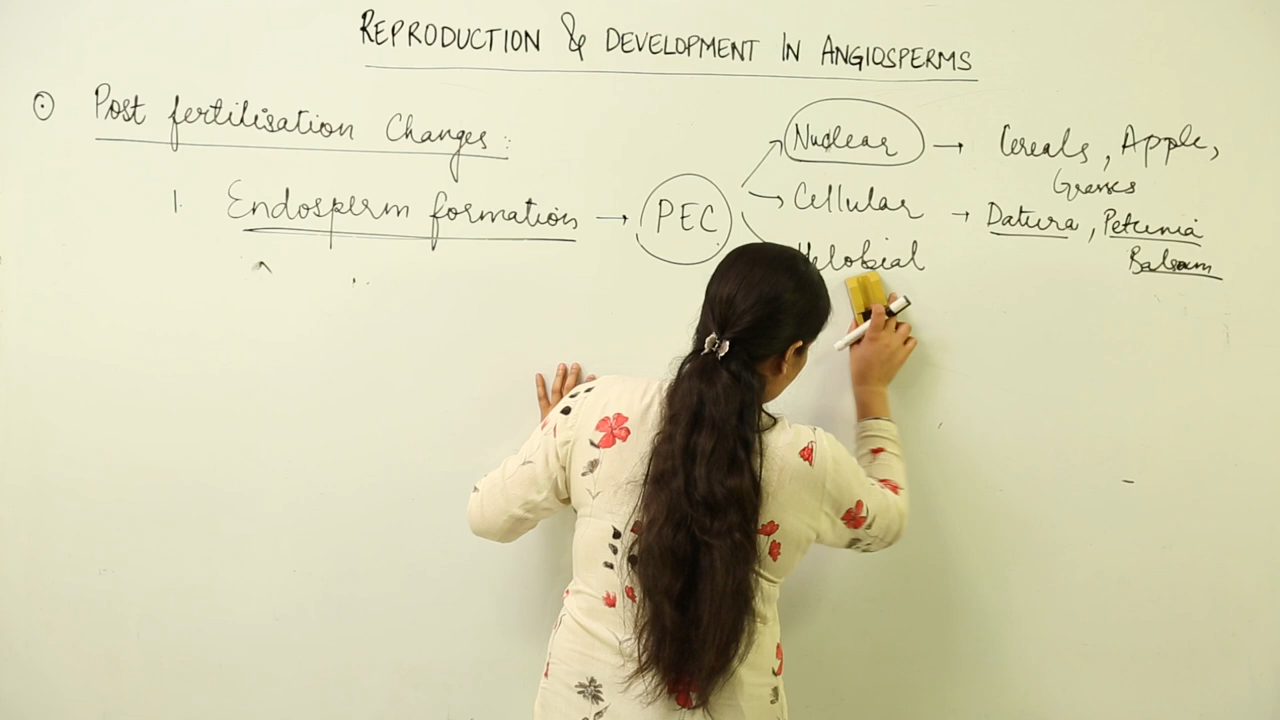 REPRODUCTION & DEVELOPMENT IN ANGIOSPERMS
⊙ Post fertilisation Changes:
1. Endosperm formation → PEC
Nuclear → Cereals, Apple,
Grasses
→ Cellular → Datura, Petunia
Balsam
Helobial